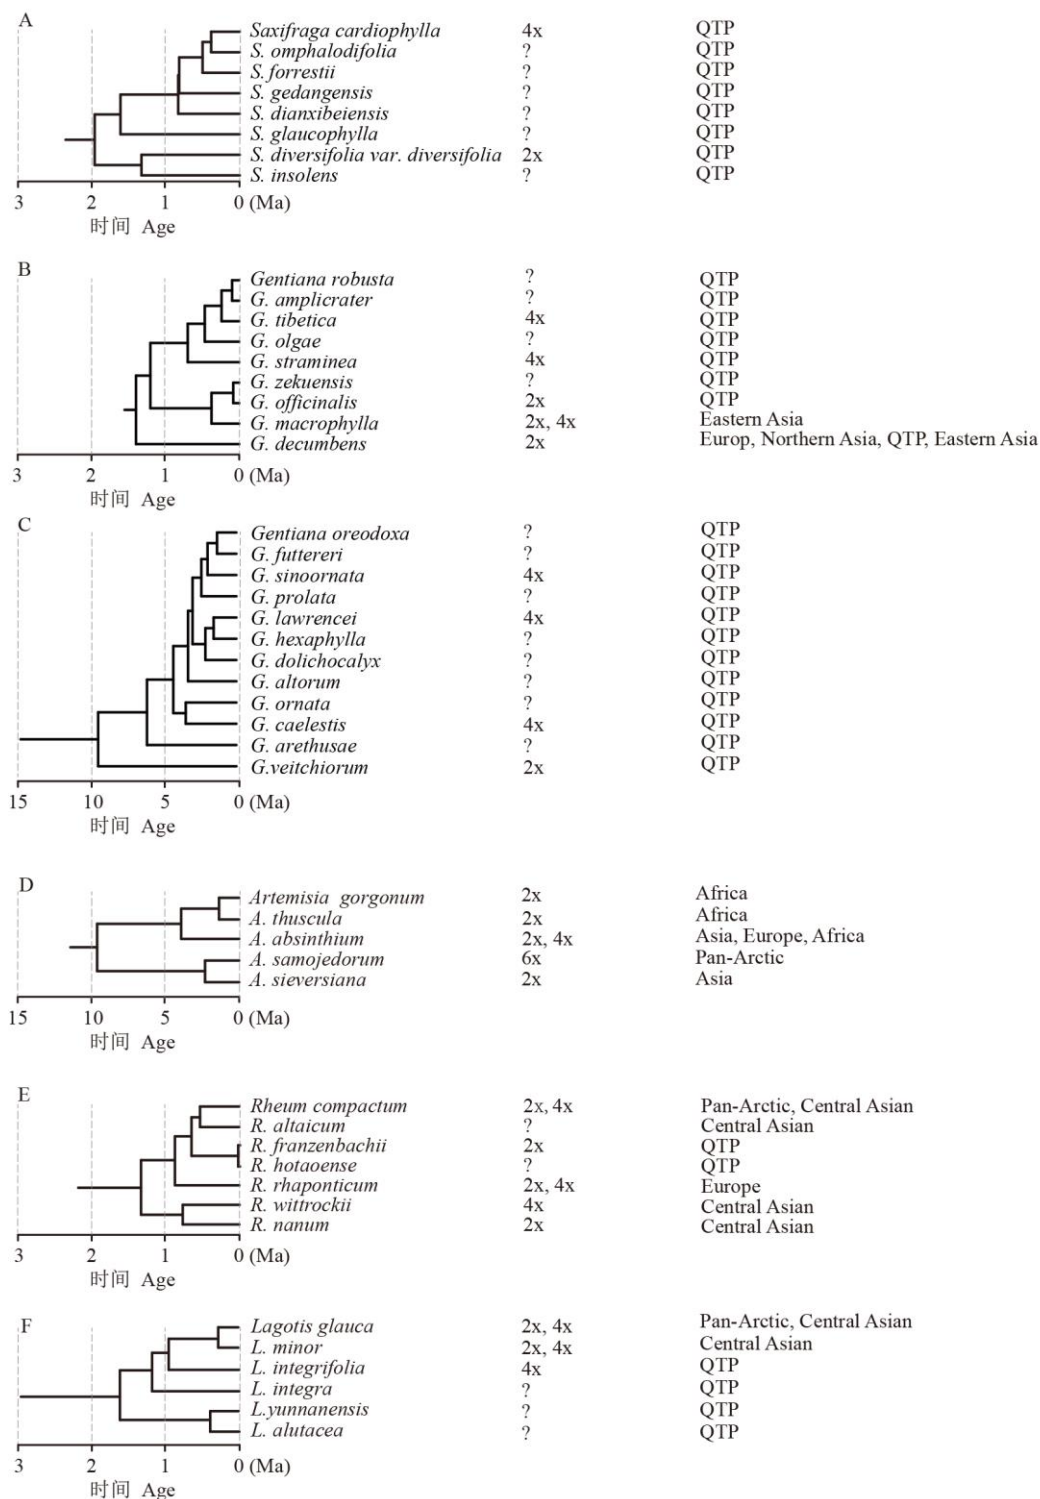 A
Saxifraga cardiophylla 4x QTP
S. omphalodifolia ? QTP
S. forrestii ? QTP
S. gedangensis ? QTP
S. dianxibeiensis ? QTP
S. glaucophylla ? QTP
S. diversifolia var. diversifolia 2x QTP
S. insolens ? QTP
3 2 1 0 (Ma)
时间 Age
B
Gentiana robusta ? QTP
G. amplicrater ? QTP
G. tibetica 4x QTP
G. olgae ? QTP
G. straminea 4x QTP
G. zekuensis ? QTP
G. officinalis 2x QTP
G. macrophylla 2x, 4x Eastern Asia
G. decumbens 2x Europ, Northern Asia, QTP, Eastern Asia
3 2 1 0 (Ma)
时间 Age
C
Gentiana oreodoxa ? QTP
G. futtereri ? QTP
G. sinoornata 4x QTP
G. prolata ? QTP
G. lawrencei 4x QTP
G. hexaphylla ? QTP
G. dolichocalyx ? QTP
G. altorum ? QTP
G. ornata ? QTP
G. caelestis 4x QTP
G. arethusae ? QTP
G.veitchiorum 2x QTP
15 10 5 0 (Ma)
时间 Age
D
Artemisia gorgonum 2x Africa
A. thuscula 2x Africa
A. absinthium 2x, 4x Asia, Europe, Africa
A. samojedorum 6x Pan-Arctic
A. sieversiana 2x Asia
15 10 5 0 (Ma)
时间 Age
E
Rheum compactum 2x, 4x Pan-Arctic, Central Asian
R. altaicum ? Central Asian
R. franzenbachii 2x QTP
R. hotaoense ? QTP
R. rhaponticum 2x, 4x Europe
R. wittrockii 4x Central Asian
R. nanum 2x Central Asian
3 2 1 0 (Ma)
时间 Age
F
Lagotis glauca 2x, 4x Pan-Arctic, Central Asian
L. minor 2x, 4x Central Asian
L. integrifolia 4x QTP
L. integra ? QTP
L.yunnanensis ? QTP
L. alutacea ? QTP
3 2 1 0 (Ma)
时间 Age